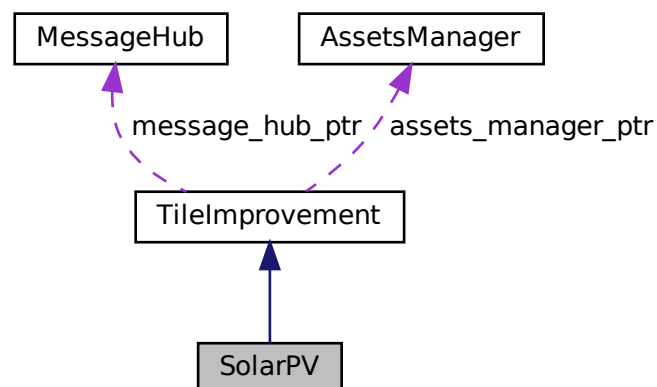 MessageHub
AssetsManager
message_hub_ptr
assets_manager_ptr
TileImprovement
SolarPV